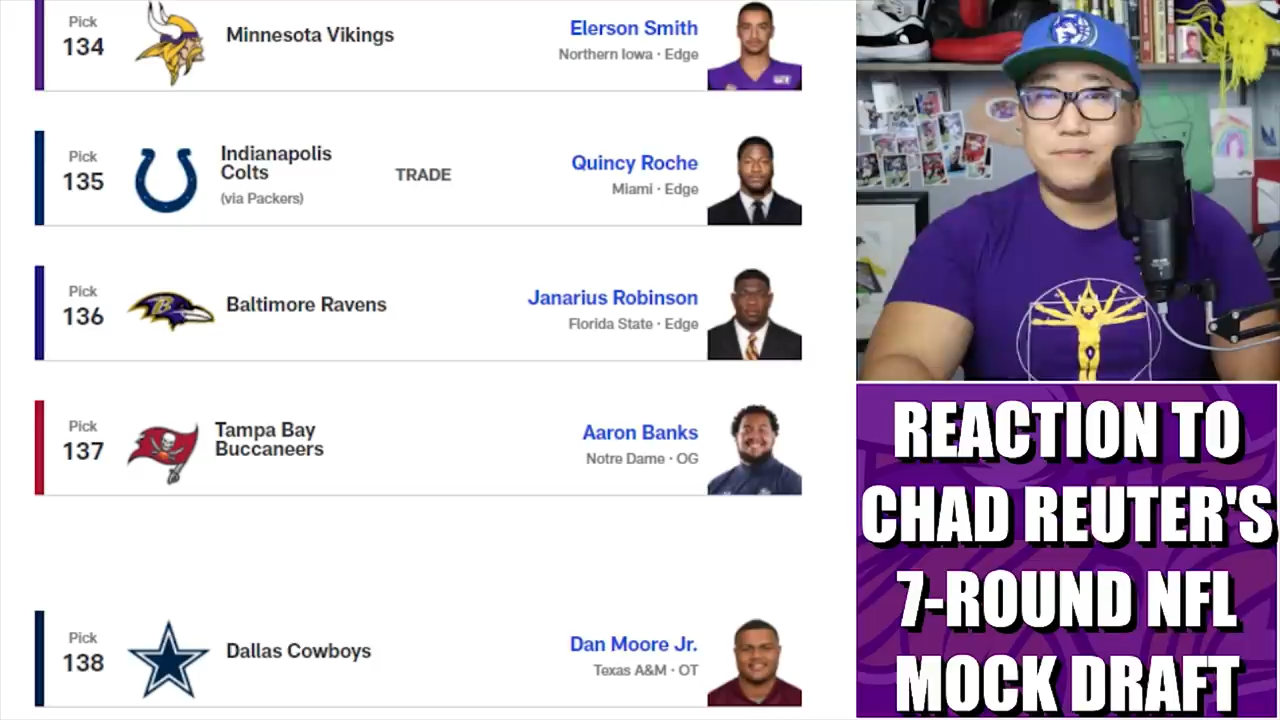 Pick
134
Minnesota Vikings
Elerson Smith
Northern Iowa · Edge
Pick
135
Indianapolis
Colts
(via Packers)
TRADE
Quincy Roche
Miami · Edge
Pick
136
Baltimore Ravens
Janarius Robinson
Florida State · Edge
Pick
137
Tampa Bay
Buccaneers
Aaron Banks
Notre Dame · OG
Pick
138
Dallas Cowboys
Dan Moore Jr.
Texas A&M · OT
REACTION TO
CHAD REUTER'S
7-ROUND NFL
MOCK DRAFT